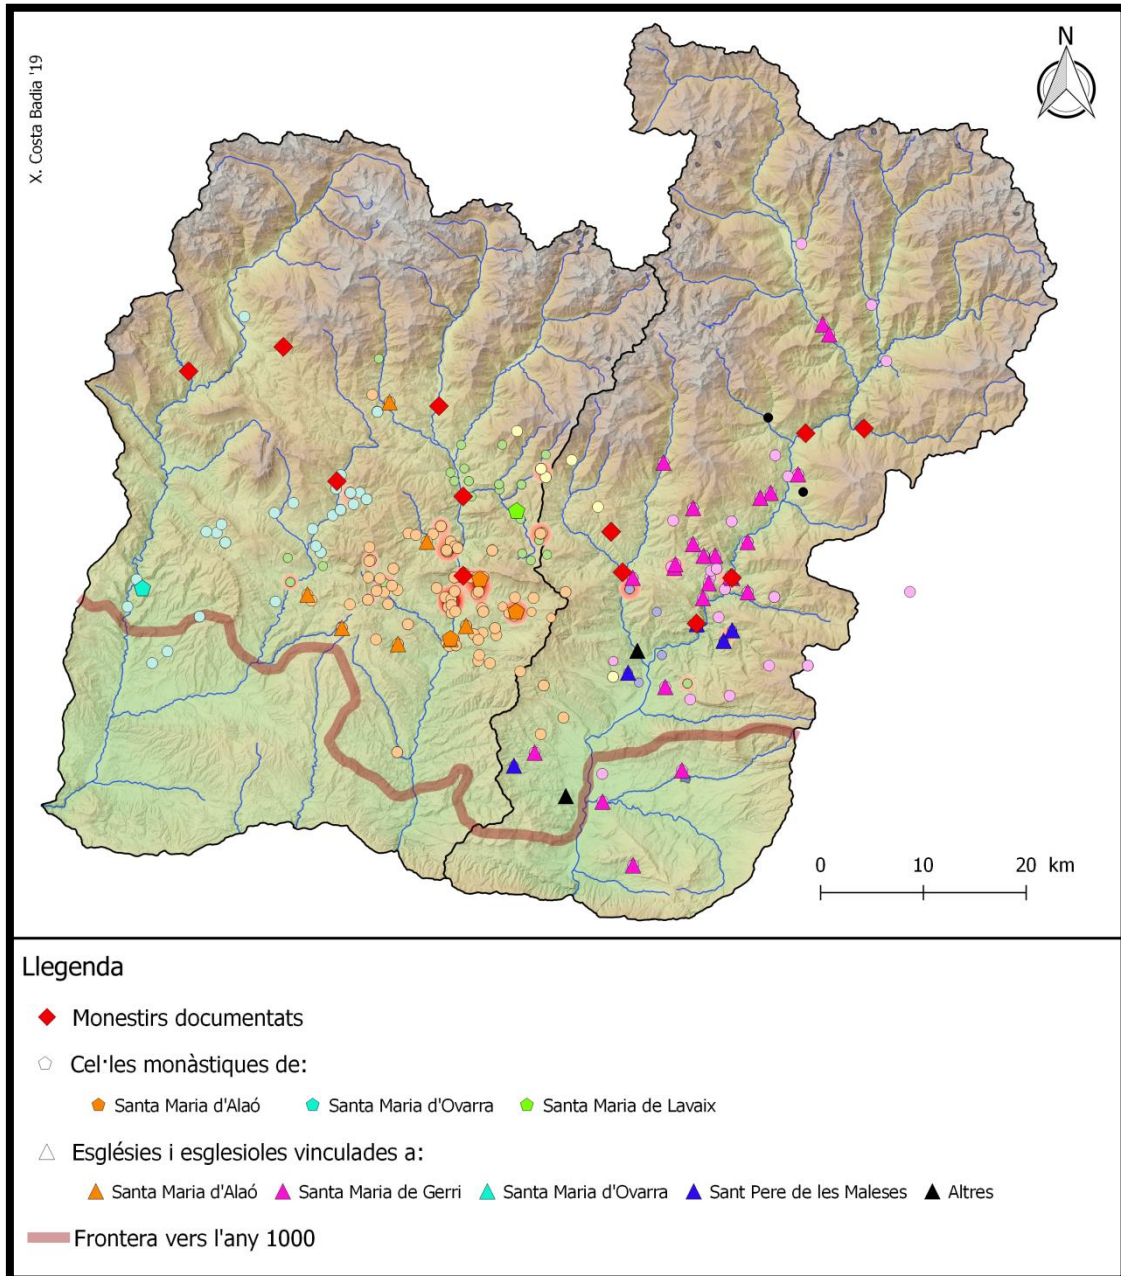 X. Costa Badia '19
N
0 10 20 km
Llegenda
Monestirs documentats
Cel·les monàstiques de:
Santa Maria d'Alaó Santa Maria d'Ovarra Santa Maria de Lavaix
Esglésies i esglesioles vinculades a:
Santa Maria d'Alaó Santa Maria de Gerri Santa Maria d'Ovarra Sant Pere de les Maleses Altres
Frontera vers l'any 1000